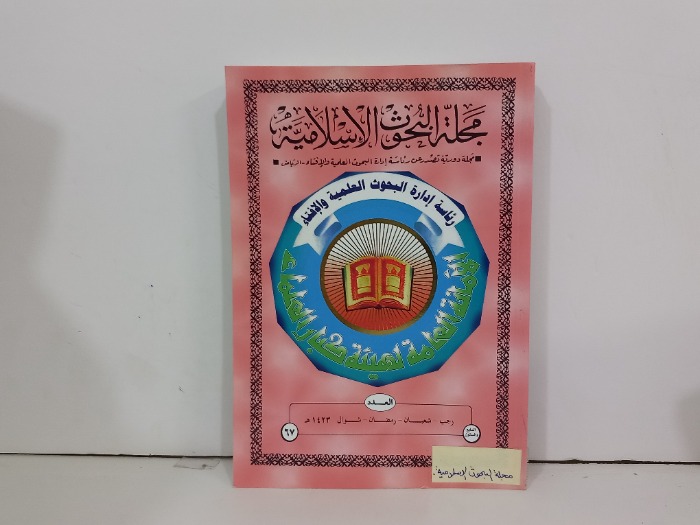 مجلة البحوث الإسلامية
مجلة دورية تصدر عن رئاسة إدارة البحوث العلمية والإفتاء - الرياض
رئاسة إدارة البحوث العلمية والإفتاء
الأمانة العامة لهيئة كبار العلماء
العدد
رجب - شعبان - رمضان - شوال ١٤٢٣هـ
٦٧
مجلة البحوث الإسلامية